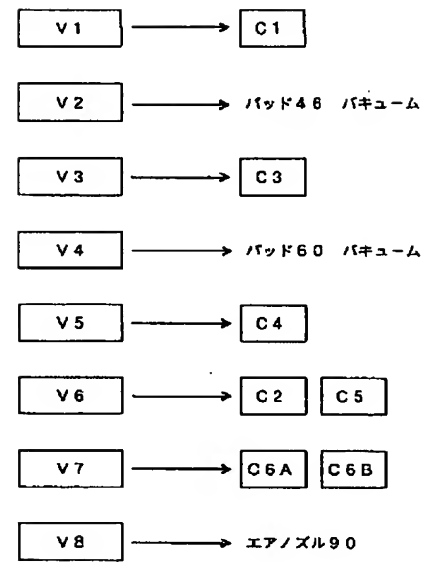 V1 C1
V2 パッド46 バキューム
V3 C3
V4 パッド60 バキューム
V5 C4
V6 C2 C5
V7 C6A C6B
V8 エアノズル90